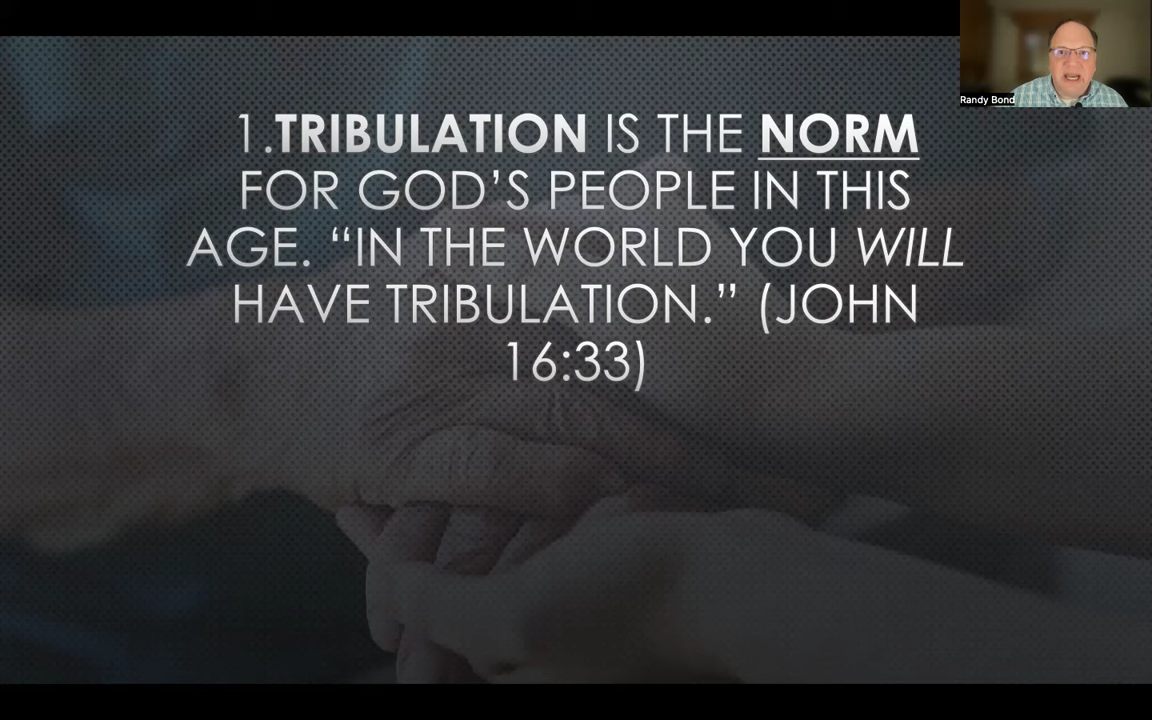 Randy Bond
1.TRIBULATION IS THE NORM
FOR GOD’S PEOPLE IN THIS
AGE. “IN THE WORLD YOU WILL
HAVE TRIBULATION.” (JOHN
16:33)